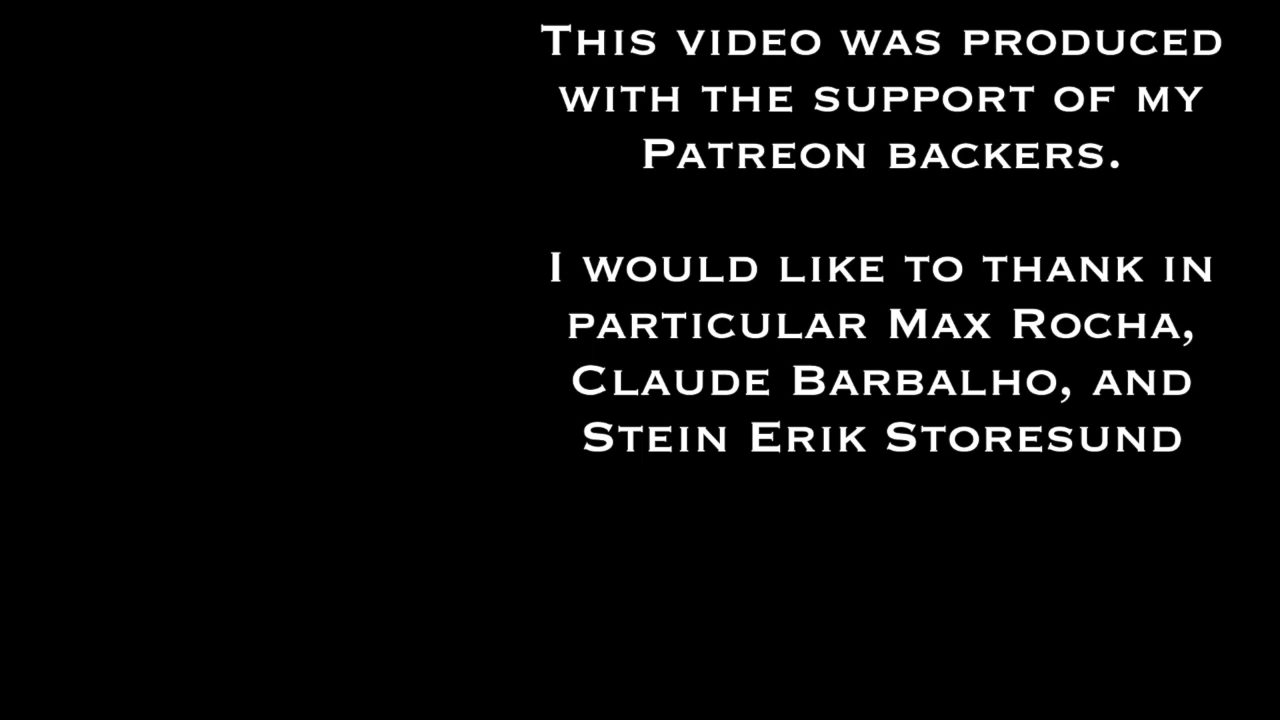 This video was produced
with the support of my
Patreon backers.
I would like to thank in
particular Max Rocha,
Claude Barbalho, and
Stein Erik Storesund